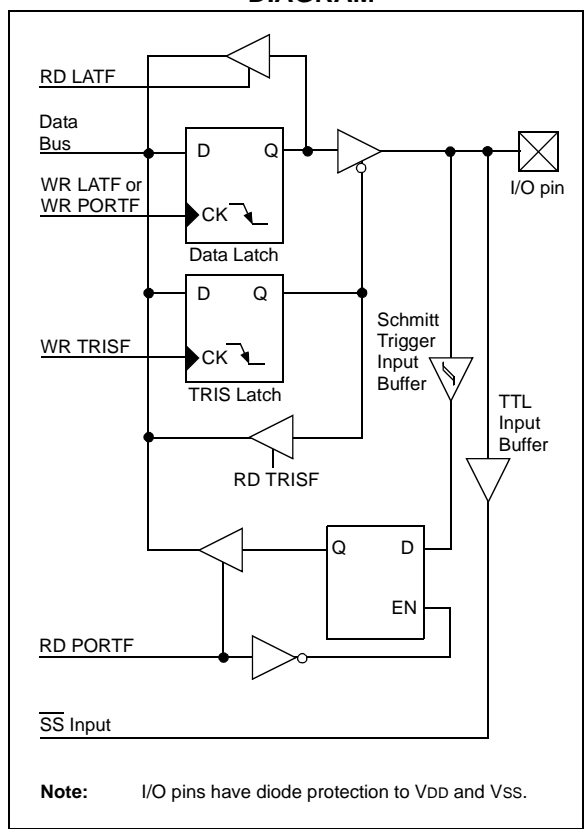 DIAGRAM
RD LATF
Data
Bus
D Q
WR LATF or
WR PORTF
CK
Data Latch
I/O pin
D Q
WR TRISF
CK
TRIS Latch
Schmitt
Trigger
Input
Buffer
TTL
Input
Buffer
RD TRISF
Q D
EN
RD PORTF
SS Input
Note: I/O pins have diode protection to VDD and VSS.